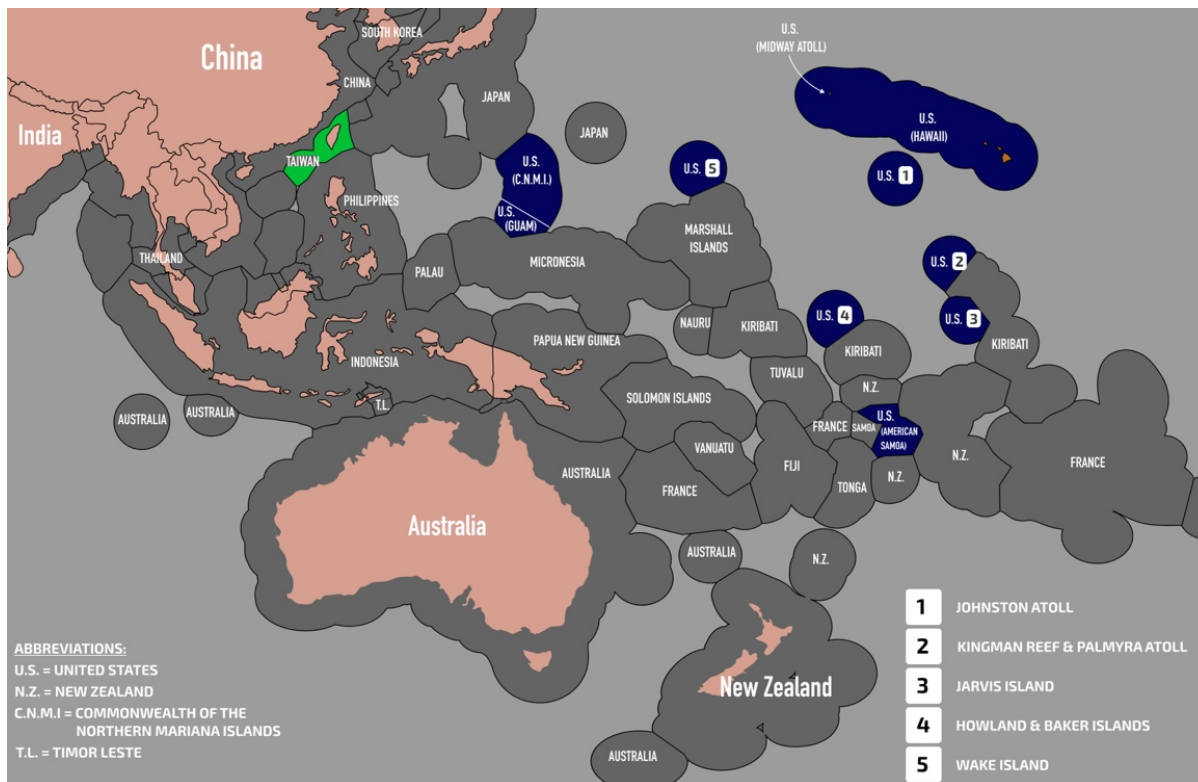 U.S.
(MIDWAY ATOLL)
SOUTH KOREA
China
CHINA
JAPAN
JAPAN
India
U.S.
(HAWAII)
TAIWAN
U.S.
(C.N.M.I.)
U.S. 5
U.S. 1
PHILIPPINES
U.S.
(GUAM)
MARSHALL
ISLANDS
THAILAND
PALAU
MICRONESIA
U.S. 2
U.S. 4
U.S. 3
NAURU
KIRIBATI
PAPUA NEW GUINEA
KIRIBATI
KIRIBATI
INDONESIA
TUVALU
N.Z.
SOLOMON ISLANDS
T.L.
AUSTRALIA
AUSTRALIA
FRANCE
SAMOA
U.S.
(AMERICAN
SAMOA)
VANUATU
FIJI
N.Z.
FRANCE
AUSTRALIA
FRANCE
TONGA
N.Z.
Australia
AUSTRALIA
N.Z.
New Zealand
AUSTRALIA
ABBREVIATIONS:
U.S. = UNITED STATES
N.Z. = NEW ZEALAND
C.N.M.I = COMMONWEALTH OF THE
NORTHERN MARIANA ISLANDS
T.L. = TIMOR LESTE
1 JOHNSTON ATOLL
2 KINGMAN REEF & PALMYRA ATOLL
3 JARVIS ISLAND
4 HOWLAND & BAKER ISLANDS
5 WAKE ISLAND